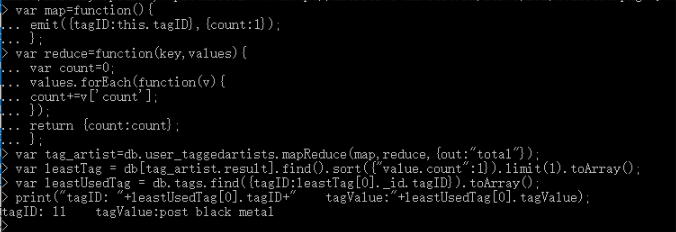 > var map=function(){
... emit({tagID:this.tagID},{count:1});
... };
> var reduce=function(key,values){
... var count=0;
... values.forEach(function(v){
... count+=v['count'];
... });
... return {count:count};
... };
> var tag_artist=db.user_taggedartists.mapReduce(map,reduce,{out:"total"});
> var leastTag = db[tag_artist.result].find().sort({"value.count":1}).limit(1).toArray();
> var leastUsedTag = db.tags.find({tagID:leastTag[0]._id.tagID}).toArray();
> print("tagID: "+leastUsedTag[0].tagID+"    tagValue:"+leastUsedTag[0].tagValue);
tagID: 11    tagValue:post black metal
>